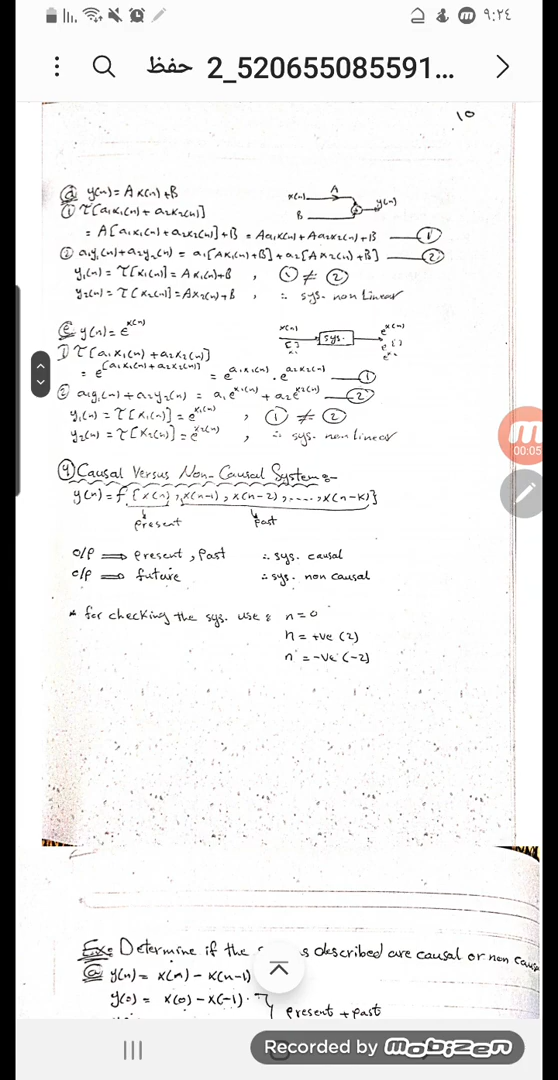 ٩:٢٤
حفظ 2_520655085591...
10
(d) y(n) = A x(n) + B
x(n) A
B y(n)
① τ[a₁x₁(n) + a₂x₂(n)]
= A[a₁x₁(n) + a₂x₂(n)] + B = Aa₁x₁(n) + Aa₂x₂(n) + B —— ①
② a₁y₁(n) + a₂y₂(n) = a₁[Ax₁(n) + B] + a₂[Ax₂(n) + B] —— ②
y₁(n) = τ[x₁(n)] = Ax₁(n) + B , ① ≠ ②
y₂(n) = τ[x₂(n)] = Ax₂(n) + B , ∴ sys. non Linear
(e) y(n) = e^x(n)
x(n) sys. e^x(n)
1) τ[a₁x₁(n) + a₂x₂(n)]
= e^[a₁x₁(n) + a₂x₂(n)] = e^a₁x₁(n) . e^a₂x₂(n) —— ①
② a₁y₁(n) + a₂y₂(n) = a₁e^x₁(n) + a₂e^x₂(n) —— ②
y₁(n) = τ[x₁(n)] = e^x₁(n) , ① ≠ ②
y₂(n) = τ[x₂(n)] = e^x₂(n) , ∴ sys. non linear
④ Causal Versus Non-Causal System:-
y(n) = f[x(n), x(n-1), x(n-2), ....., x(n-k)]
present past
o/p ⟹ present, past ∴ sys. causal
o/p ⟹ future ∴ sys. non causal
* for checking the sys. use : n = 0
n = +ve (2)
n = -ve (-2)
00:05
Ex: Determine if the s described are causal or non caus
(a) y(n) = x(n) - x(n-1)
y(0) = x(0) - x(-1).
present + past
Recorded by mobizen